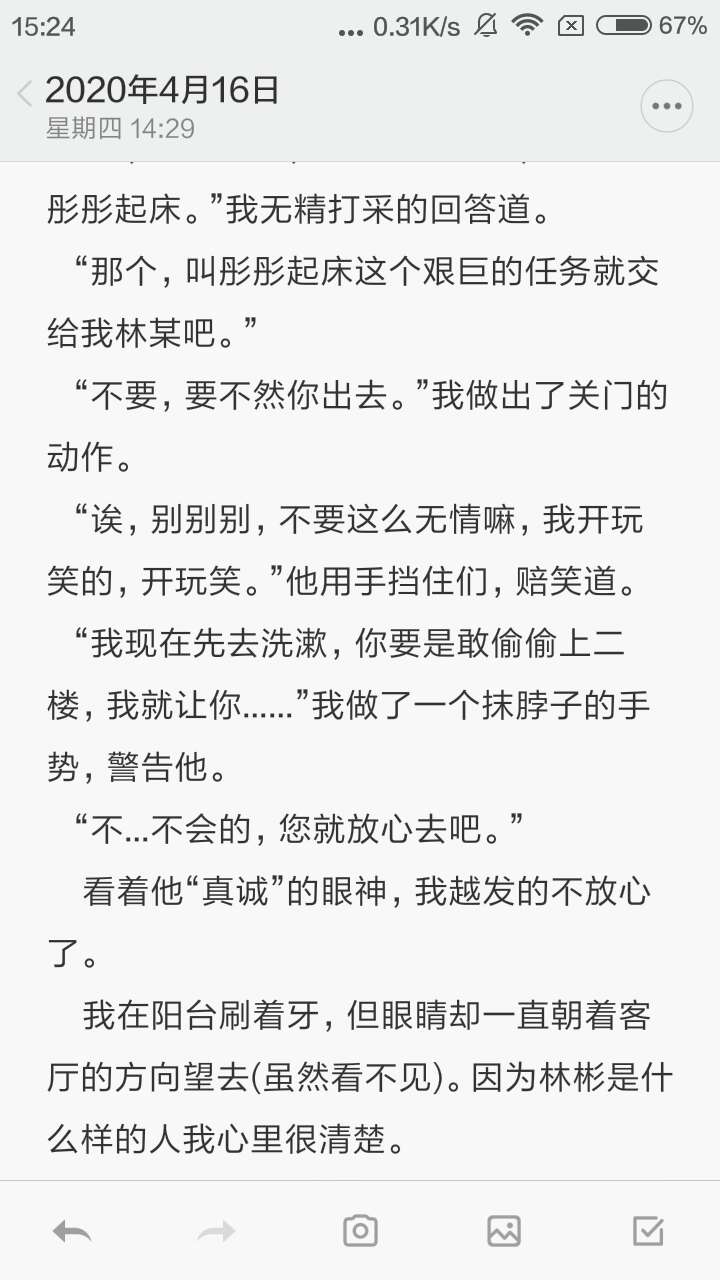 15:24
... 0.31K/s 67%
2020年4月16日
星期四 14:29
彤彤起床。”我无精打采的回答道。
“那个，叫彤彤起床这个艰巨的任务就交
给我林某吧。”
“不要，要不然你出去。”我做出了关门的
动作。
“诶，别别别，不要这么无情嘛，我开玩
笑的，开玩笑。”他用手挡住们，赔笑道。
“我现在先去洗漱，你要是敢偷偷上二
楼，我就让你......”我做了一个抹脖子的手
势，警告他。
“不...不会的，您就放心去吧。”
看着他“真诚”的眼神，我越发的不放心
了。
我在阳台刷着牙，但眼睛却一直朝着客
厅的方向望去(虽然看不见)。因为林彬是什
么样的人我心里很清楚。